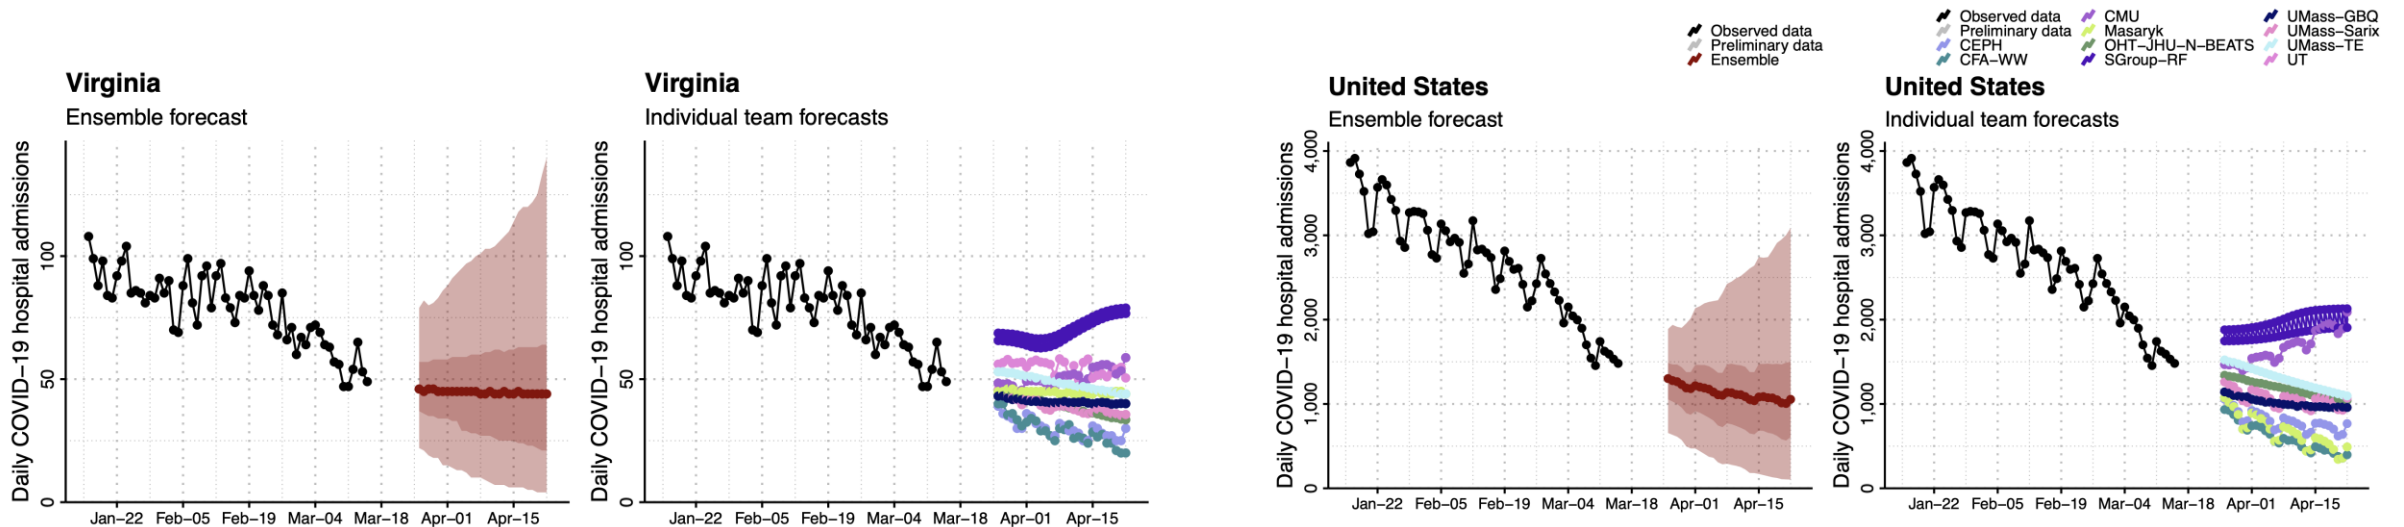 Virginia
Ensemble forecast
Daily COVID−19 hospital admissions
100
50
0
Jan−22 Feb−05 Feb−19 Mar−04 Mar−18 Apr−01 Apr−15
Virginia
Individual team forecasts
Daily COVID−19 hospital admissions
100
50
0
Jan−22 Feb−05 Feb−19 Mar−04 Mar−18 Apr−01 Apr−15
Observed data
Preliminary data
Ensemble
United States
Ensemble forecast
Daily COVID−19 hospital admissions
4,000
3,000
2,000
1,000
0
Jan−22 Feb−05 Feb−19 Mar−04 Mar−18 Apr−01 Apr−15
Observed data CMU UMass−GBQ
Preliminary data Masaryk UMass−Sarix
CEPH OHT−JHU−N−BEATS UMass−TE
CFA−WW SGroup−RF UT
United States
Individual team forecasts
Daily COVID−19 hospital admissions
4,000
3,000
2,000
1,000
0
Jan−22 Feb−05 Feb−19 Mar−04 Mar−18 Apr−01 Apr−15